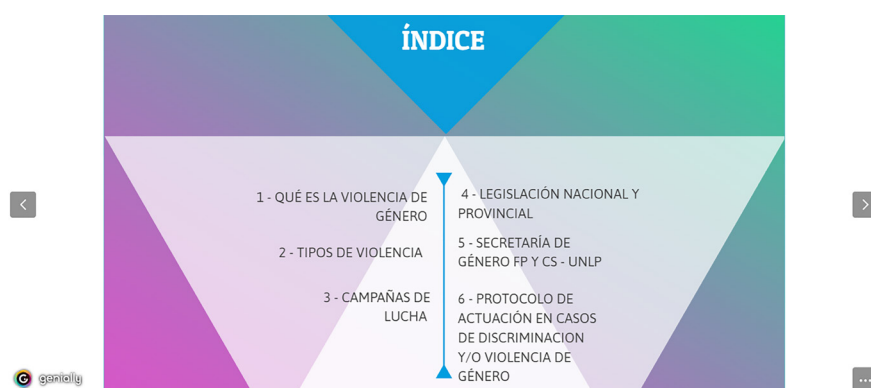 ÍNDICE
1 - QUÉ ES LA VIOLENCIA DE
GÉNERO
2 - TIPOS DE VIOLENCIA
3 - CAMPAÑAS DE
LUCHA
4 - LEGISLACIÓN NACIONAL Y
PROVINCIAL
5 - SECRETARÍA DE
GÉNERO FP Y CS - UNLP
6 - PROTOCOLO DE
ACTUACIÓN EN CASOS
DE DISCRIMINACION
Y/O VIOLENCIA DE
GÉNERO
genially